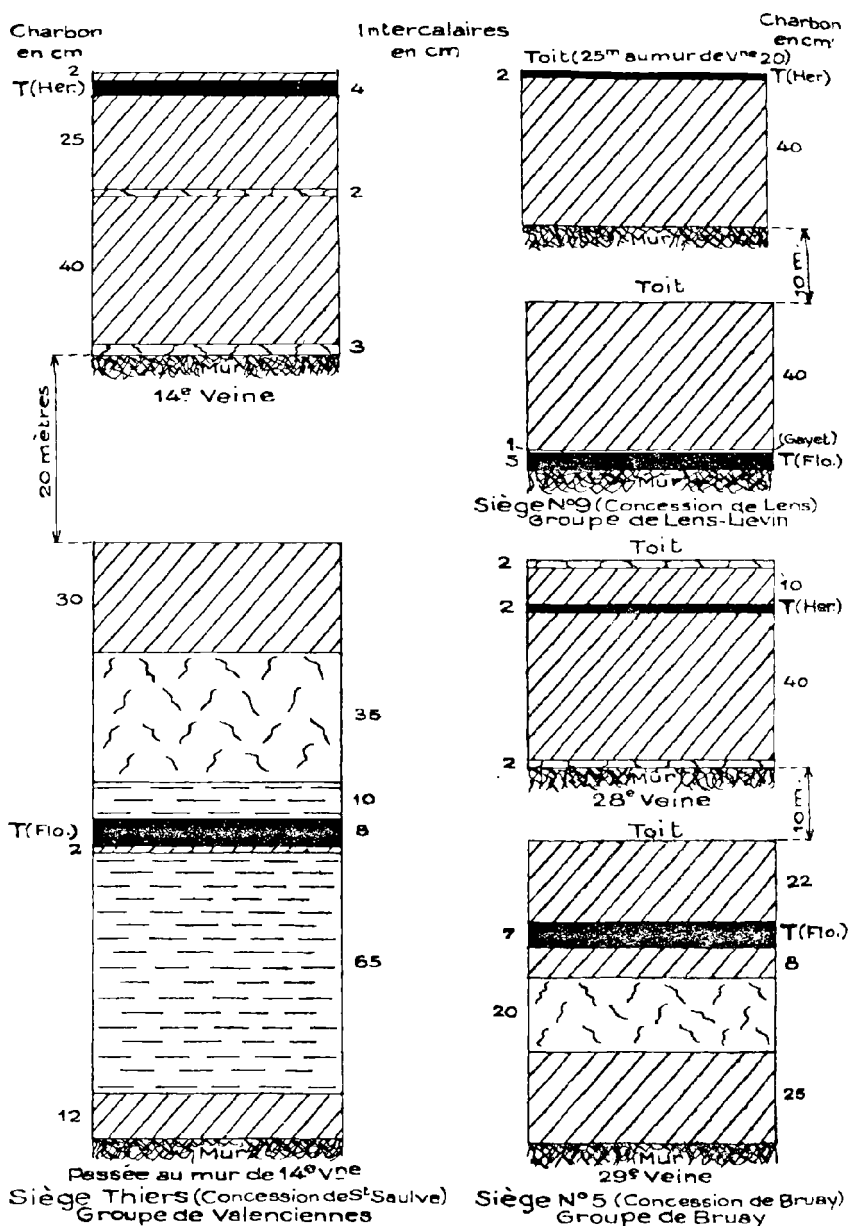 Charbon
en cm
Intercalaires
en cm
2
T(Her.)
4
25
2
40
3
Mur
14e Veine
20 mètres
30
35
10
T(Flo.)
8
2
65
12
Mur
Passée au mur de 14e Vne
Siège Thiers (Concession de St Saulve)
Groupe de Valenciennes
Charbon
en cm
Toit (25m au mur de Vne 20)
2
T(Her)
40
Mur
10 m.
Toit
40
1
(Gayet)
5
T(Flo.)
Mur
Siège No9 (Concession de Lens)
Groupe de Lens-Liévin
Toit
2
10
2
T(Her.)
40
2
Mur
28e Veine
10 m.
Toit
22
7
T(Flo.)
8
20
25
Mur
29e Veine
Siège No5 (Concession de Bruay)
Groupe de Bruay